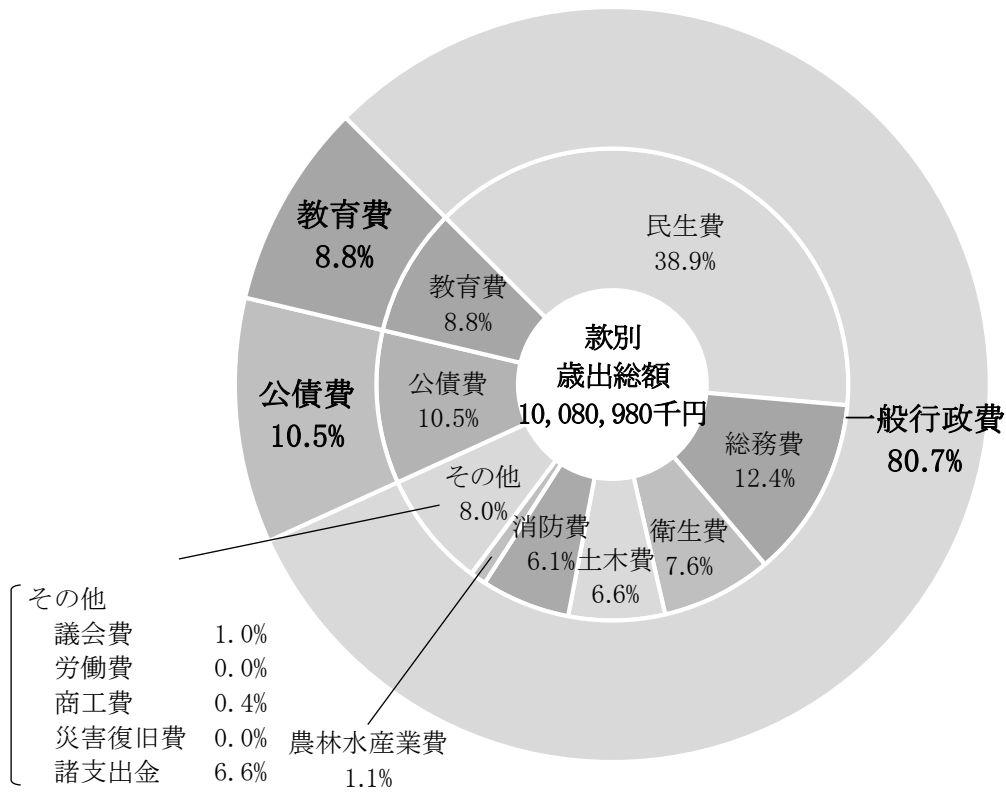 教育費
8.8%
民生費
38.9%
教育費
8.8%
款別
歳出総額
10,080,980千円
公債費
10.5%
公債費
10.5%
一般行政費
80.7%
総務費
12.4%
その他
8.0%
消防費
6.1%
土木費
6.6%
衛生費
7.6%
その他
議会費 1.0%
労働費 0.0%
商工費 0.4%
災害復旧費 0.0%
諸支出金 6.6%
農林水産業費
1.1%